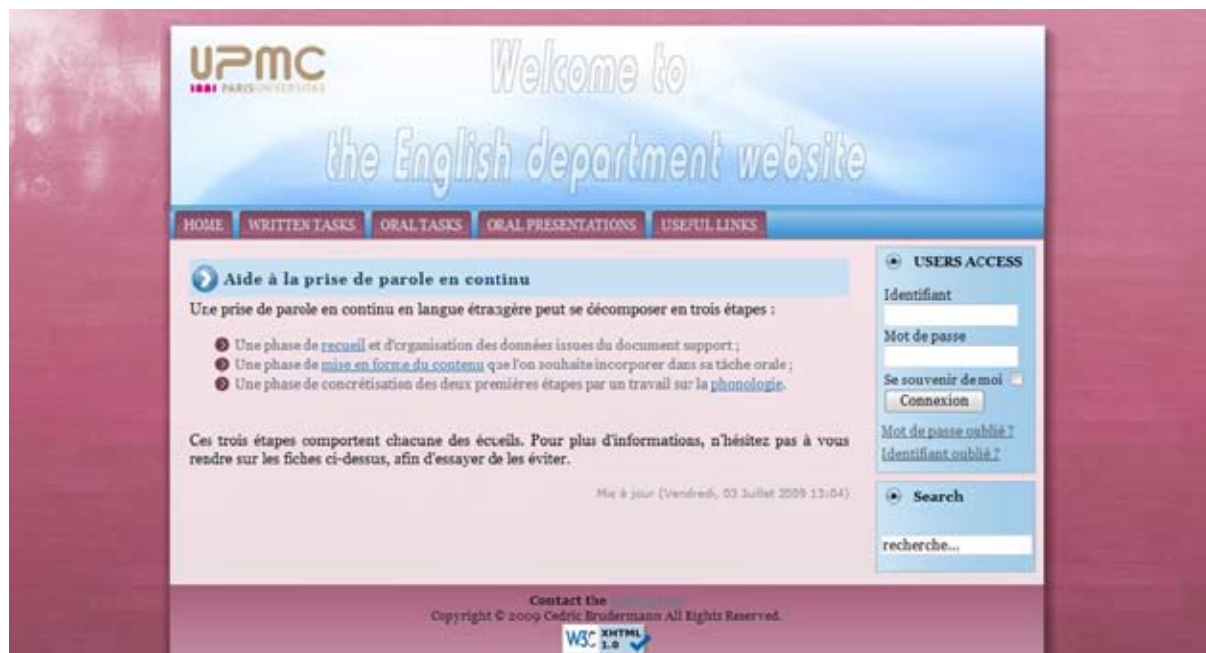 UPMC
PARISUNIVERSITAS
Welcome to
the English department website
HOME WRITTEN TASKS ORAL TASKS ORAL PRESENTATIONS USEFUL LINKS
Aide à la prise de parole en continu
Une prise de parole en continu en langue étrangère peut se décomposer en trois étapes :
Une phase de recueil et d'organisation des données issues du document support ;
Une phase de mise en forme du contenu que l'on souhaite incorporer dans sa tâche orale ;
Une phase de concrétisation des deux premières étapes par un travail sur la phonologie.
Ces trois étapes comportent chacune des écueils. Pour plus d'informations, n'hésitez pas à vous
rendre sur les fiches ci-dessus, afin d'essayer de les éviter.
Mis à jour (Vendredi, 03 Juillet 2009 13:04)
USERS ACCESS
Identifiant
Mot de passe
Se souvenir de moi
Connexion
Mot de passe oublié ?
Identifiant oublié ?
Search
recherche...
Contact the
Copyright © 2009 Cedric Brudermann All Rights Reserved.
W3C XHTML
1.0